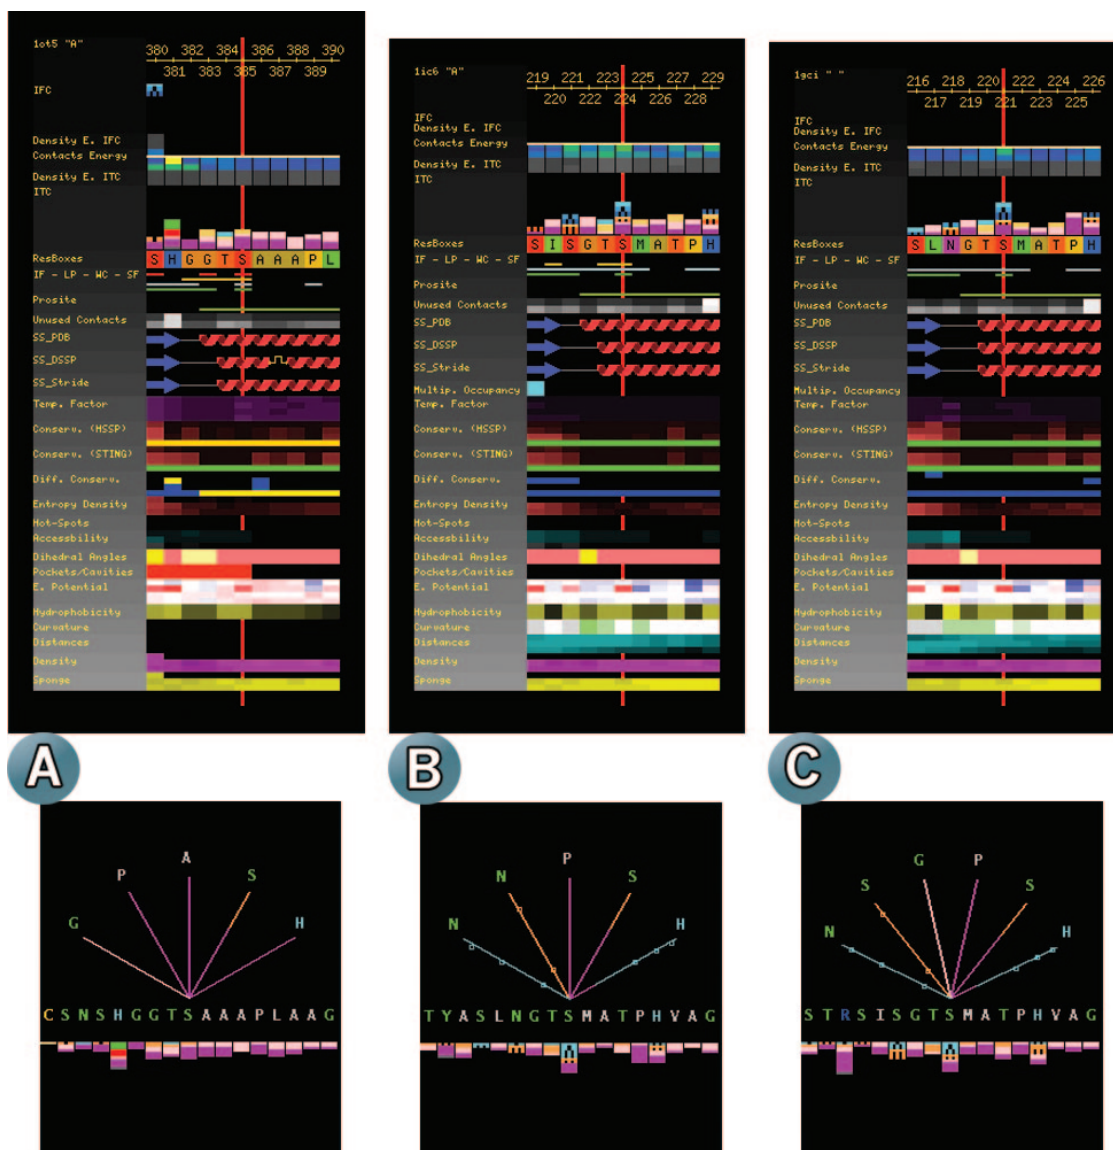 1ot5 "A"
380 382 384 386 388 390
381 383 385 387 389
IFC
Density E. IFC
Contacts Energy
Density E. ITC
ITC
ResBoxes
S H G G T S A A A P L
IF - LP - WC - SF
Prosite
Unused Contacts
SS_PDB
SS_DSSP
SS_Stride
Temp. Factor
Conserv. (HSSP)
Conserv. (STING)
Diff. Conserv.
Entropy Density
Hot-Spots
Accessbility
Dihedral Angles
Pockets/Cavities
E. Potential
Hydrophobicity
Curvature
Distances
Density
Sponge
1ic6 "A"
219 221 223 225 227 229
220 222 224 226 228
IFC
Density E. IFC
Contacts Energy
Density E. ITC
ITC
ResBoxes
S I S G T S M A T P H
IF - LP - WC - SF
Prosite
Unused Contacts
SS_PDB
SS_DSSP
SS_Stride
Multip. Occupancy
Temp. Factor
Conserv. (HSSP)
Conserv. (STING)
Diff. Conserv.
Entropy Density
Hot-Spots
Accessbility
Dihedral Angles
Pockets/Cavities
E. Potential
Hydrophobicity
Curvature
Distances
Density
Sponge
1gci " "
216 218 220 222 224 226
217 219 221 223 225
IFC
Density E. IFC
Contacts Energy
Density E. ITC
ITC
ResBoxes
S L N G T S M A T P H
IF - LP - WC - SF
Prosite
Unused Contacts
SS_PDB
SS_DSSP
SS_Stride
Temp. Factor
Conserv. (HSSP)
Conserv. (STING)
Diff. Conserv.
Entropy Density
Hot-Spots
Accessbility
Dihedral Angles
Pockets/Cavities
E. Potential
Hydrophobicity
Curvature
Distances
Density
Sponge
A
B
C
A
P S
G H
C S N S H G G T S A A A P L A A G
P
N S
N H
T Y A S L N G T S M A T P H V A G
G P
S S
N H
S T R S I S G T S M A T P H V A G